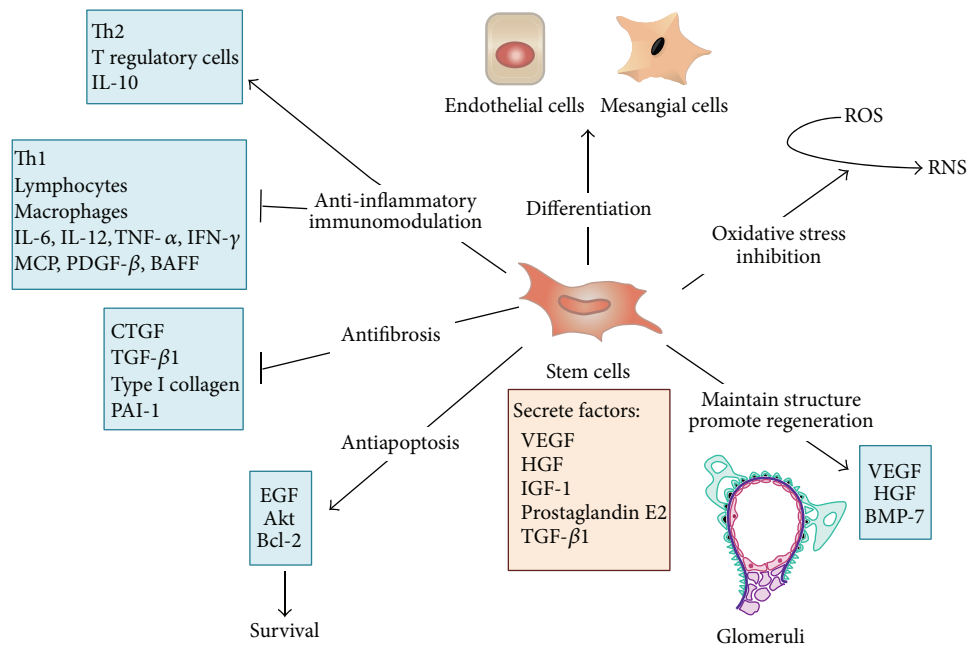 Th2
T regulatory cells
IL-10
Endothelial cells
Mesangial cells
ROS
RNS
Th1
Lymphocytes
Macrophages
IL-6, IL-12, TNF-α, IFN-γ
MCP, PDGF-β, BAFF
Anti-inflammatory
immunomodulation
Differentiation
Oxidative stress
inhibition
CTGF
TGF-β1
Type I collagen
PAI-1
Antifibrosis
Stem cells
Secrete factors:
VEGF
HGF
IGF-1
Prostaglandin E2
TGF-β1
Maintain structure
promote regeneration
VEGF
HGF
BMP-7
Antiapoptosis
EGF
Akt
Bcl-2
Survival
Glomeruli